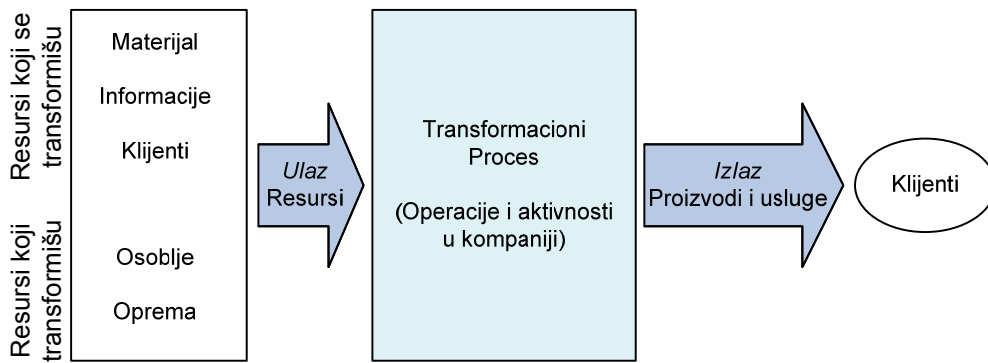 Resursi koji se
transformišu
Materijal
Informacije
Klijenti
Resursi koji
transformišu
Osoblje
Oprema
Ulaz
Resursi
Transformacioni
Proces
(Operacije i aktivnosti
u kompaniji)
Izlaz
Proizvodi i usluge
Klijenti